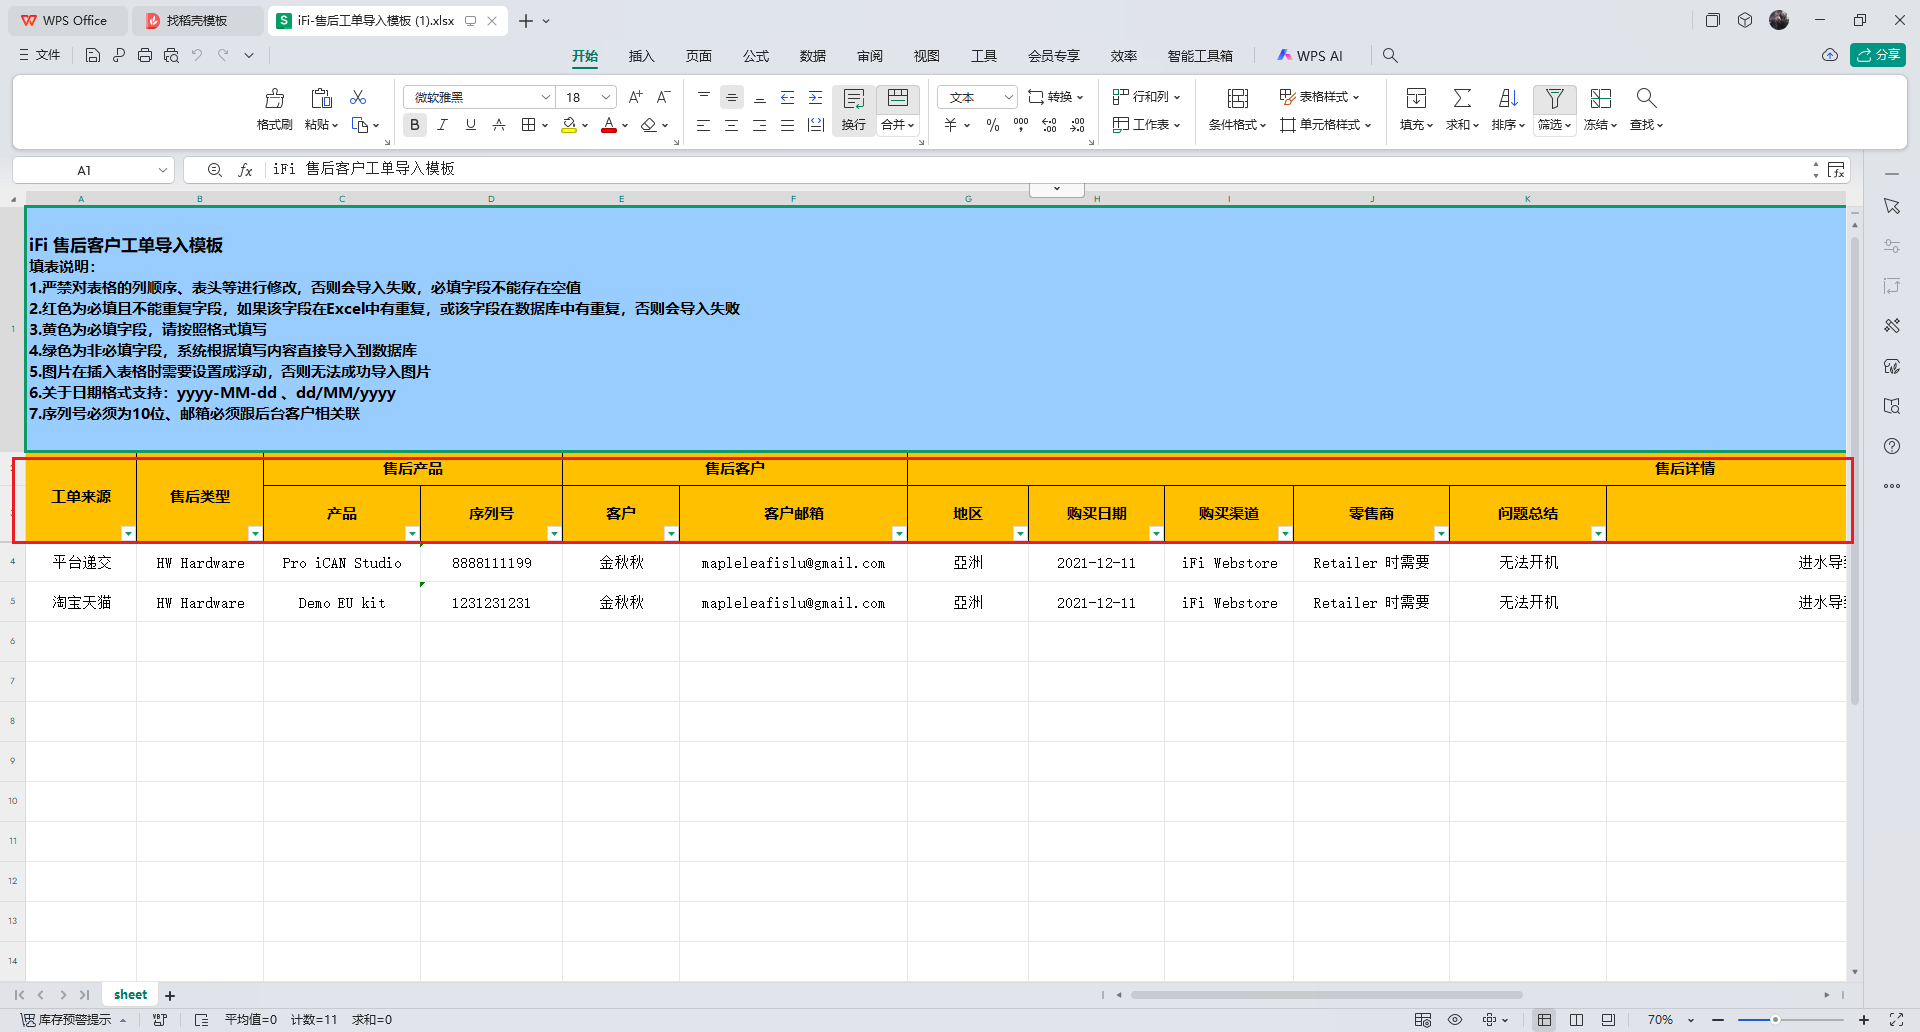 WPS Office
找稻壳模板
S iFi-售后工单导入模板 (1).xlsx
文件
开始 插入 页面 公式 数据 审阅 视图 工具 会员专享 效率 智能工具箱 WPS AI
分享
格式刷 粘贴
微软雅黑 18
换行 合并
文本 转换
行和列
工作表
条件格式
表格样式
单元格样式
填充 求和 排序 筛选 冻结 查找
A1
fx iFi 售后客户工单导入模板
A B C D E F G H I J K
iFi 售后客户工单导入模板
填表说明：
1.严禁对表格的列顺序、表头等进行修改，否则会导入失败，必填字段不能存在空值
2.红色为必填且不能重复字段，如果该字段在Excel中有重复，或该字段在数据库中有重复，否则会导入失败
3.黄色为必填字段，请按照格式填写
4.绿色为非必填字段，系统根据填写内容直接导入到数据库
5.图片在插入表格时需要设置成浮动，否则无法成功导入图片
6.关于日期格式支持：yyyy-MM-dd 、dd/MM/yyyy
7.序列号必须为10位、邮箱必须跟后台客户相关联
1
售后产品 售后客户 售后详情
工单来源 售后类型 产品 序列号 客户 客户邮箱 地区 购买日期 购买渠道 零售商 问题总结
4 平台递交 HW Hardware Pro iCAN Studio 8888111199 金秋秋 mapleleafislu@gmail.com 亞洲 2021-12-11 iFi Webstore Retailer 时需要 无法开机 进水导
5 淘宝天猫 HW Hardware Demo EU kit 1231231231 金秋秋 mapleleafislu@gmail.com 亞洲 2021-12-11 iFi Webstore Retailer 时需要 无法开机 进水导
6
7
8
9
10
11
12
13
14
sheet
库存预警提示 平均值=0 计数=11 求和=0
70%